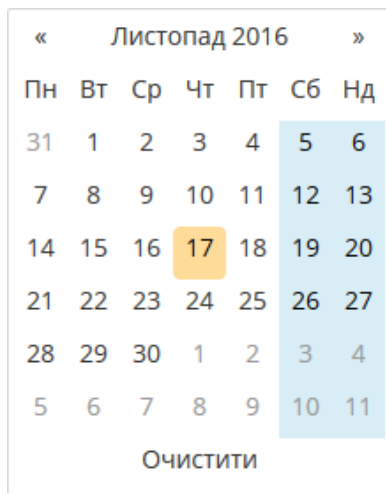 « Листопад 2016 »
Пн Вт Ср Чт Пт Сб Нд
31 1 2 3 4 5 6
7 8 9 10 11 12 13
14 15 16 17 18 19 20
21 22 23 24 25 26 27
28 29 30 1 2 3 4
5 6 7 8 9 10 11
Очистити